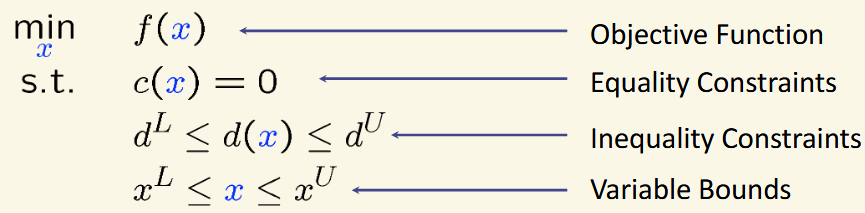 min f(x) Objective Function
x
s.t. c(x) = 0 Equality Constraints
d^L ≤ d(x) ≤ d^U Inequality Constraints
x^L ≤ x ≤ x^U Variable Bounds